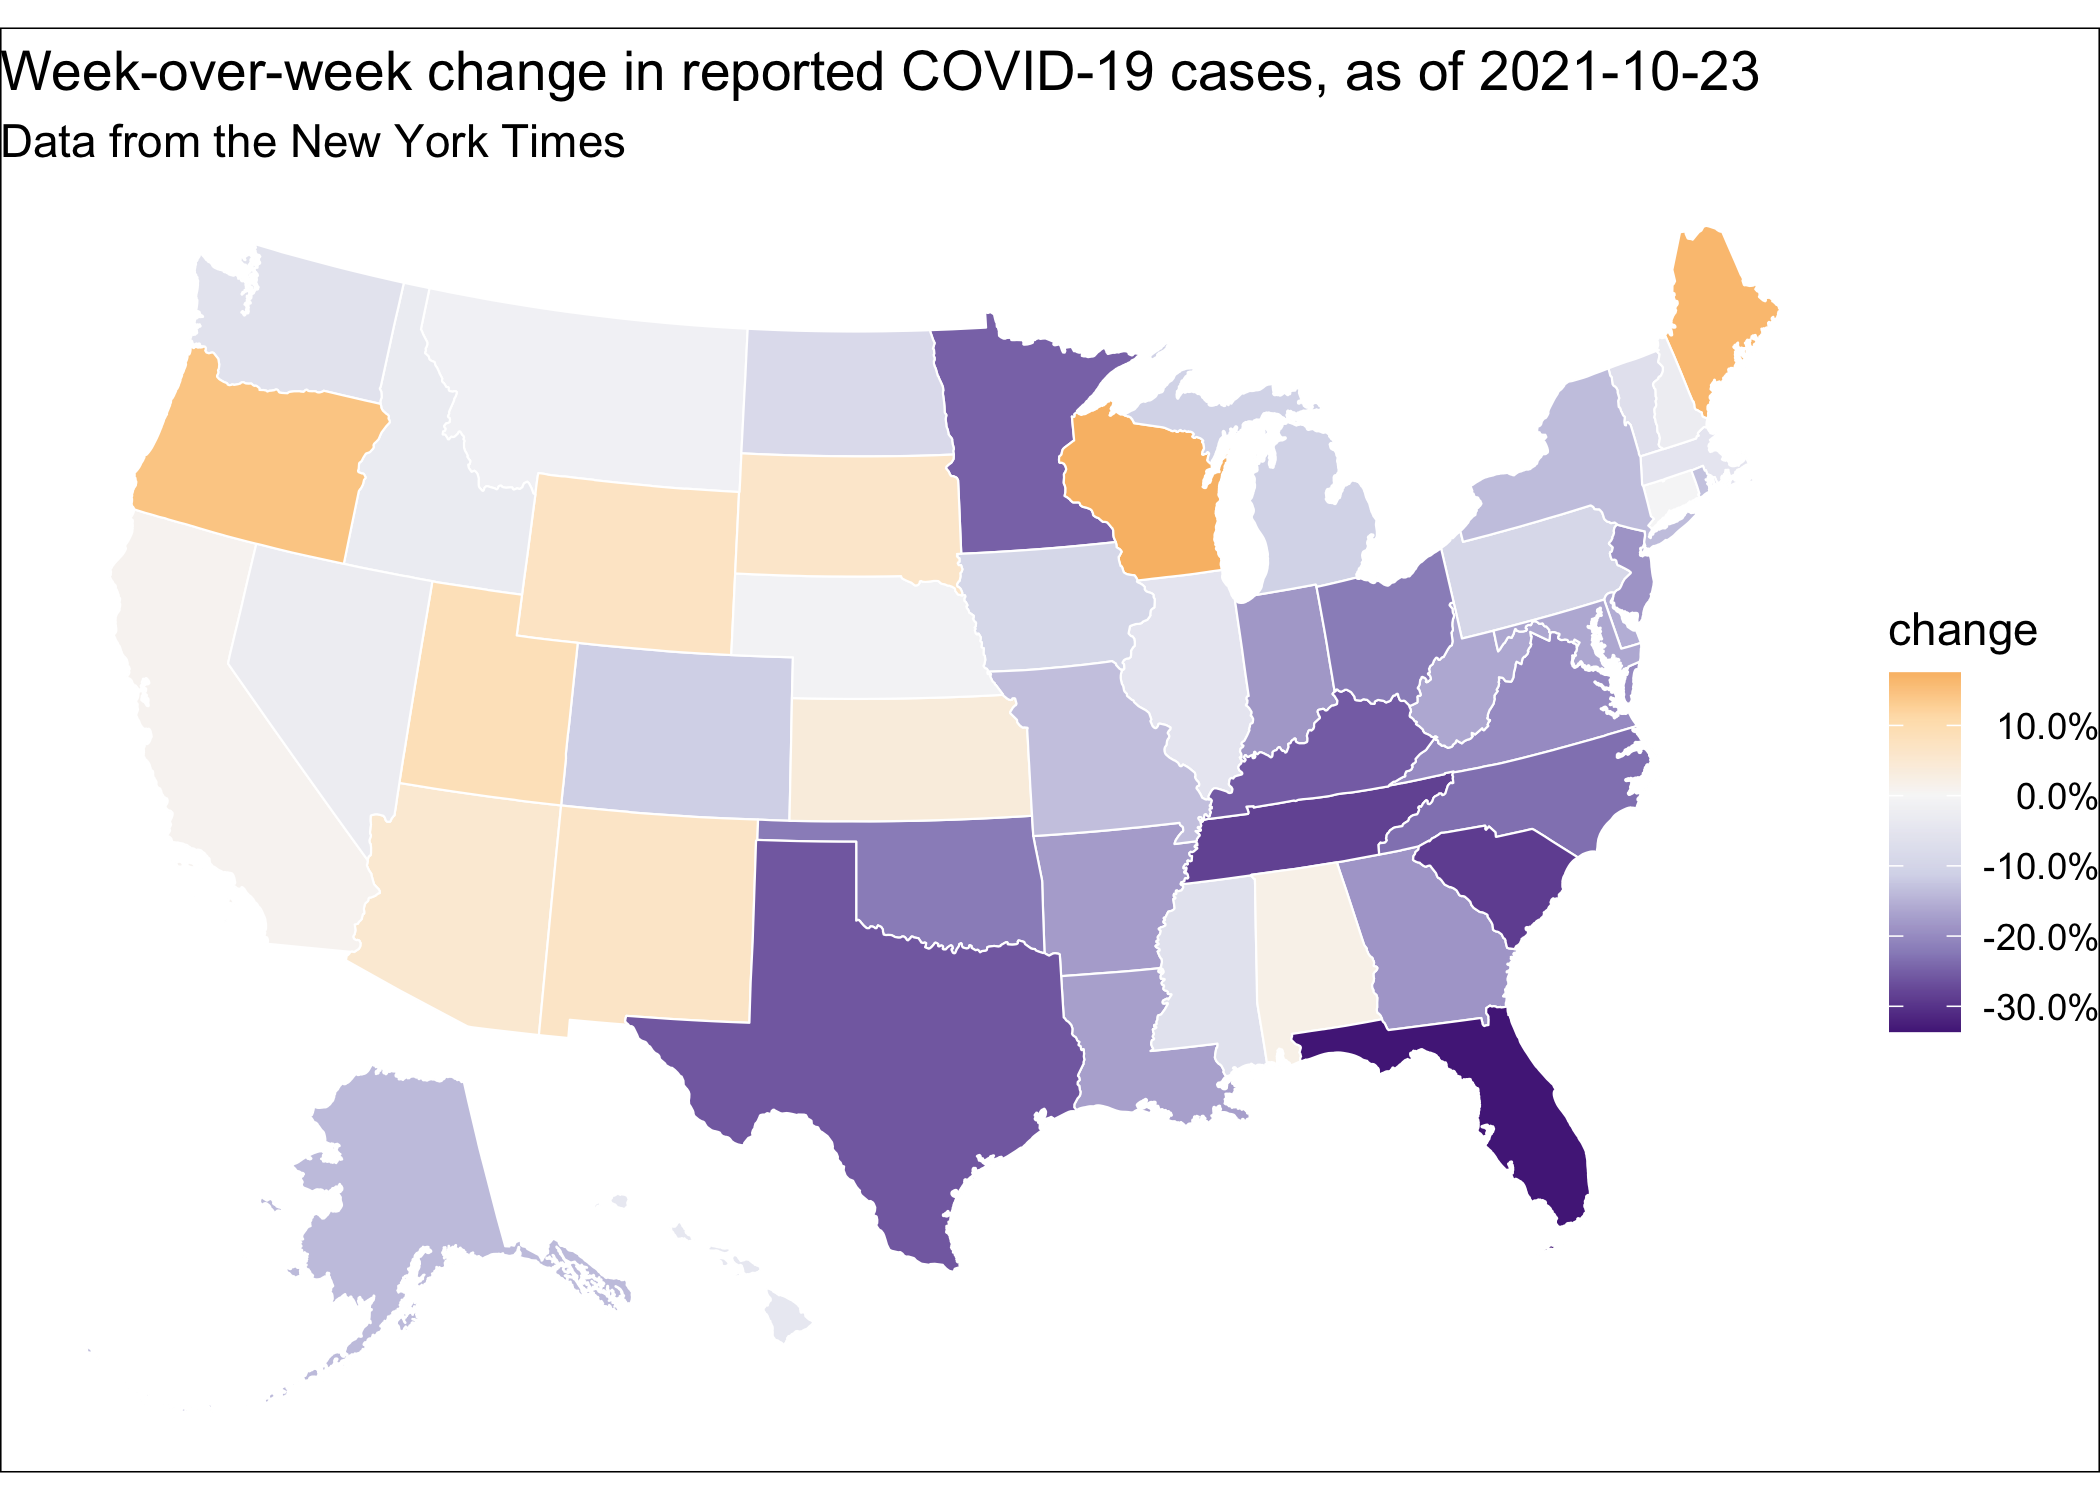 Week-over-week change in reported COVID-19 cases, as of 2021-10-23
Data from the New York Times
change
10.0%
0.0%
-10.0%
-20.0%
-30.0%